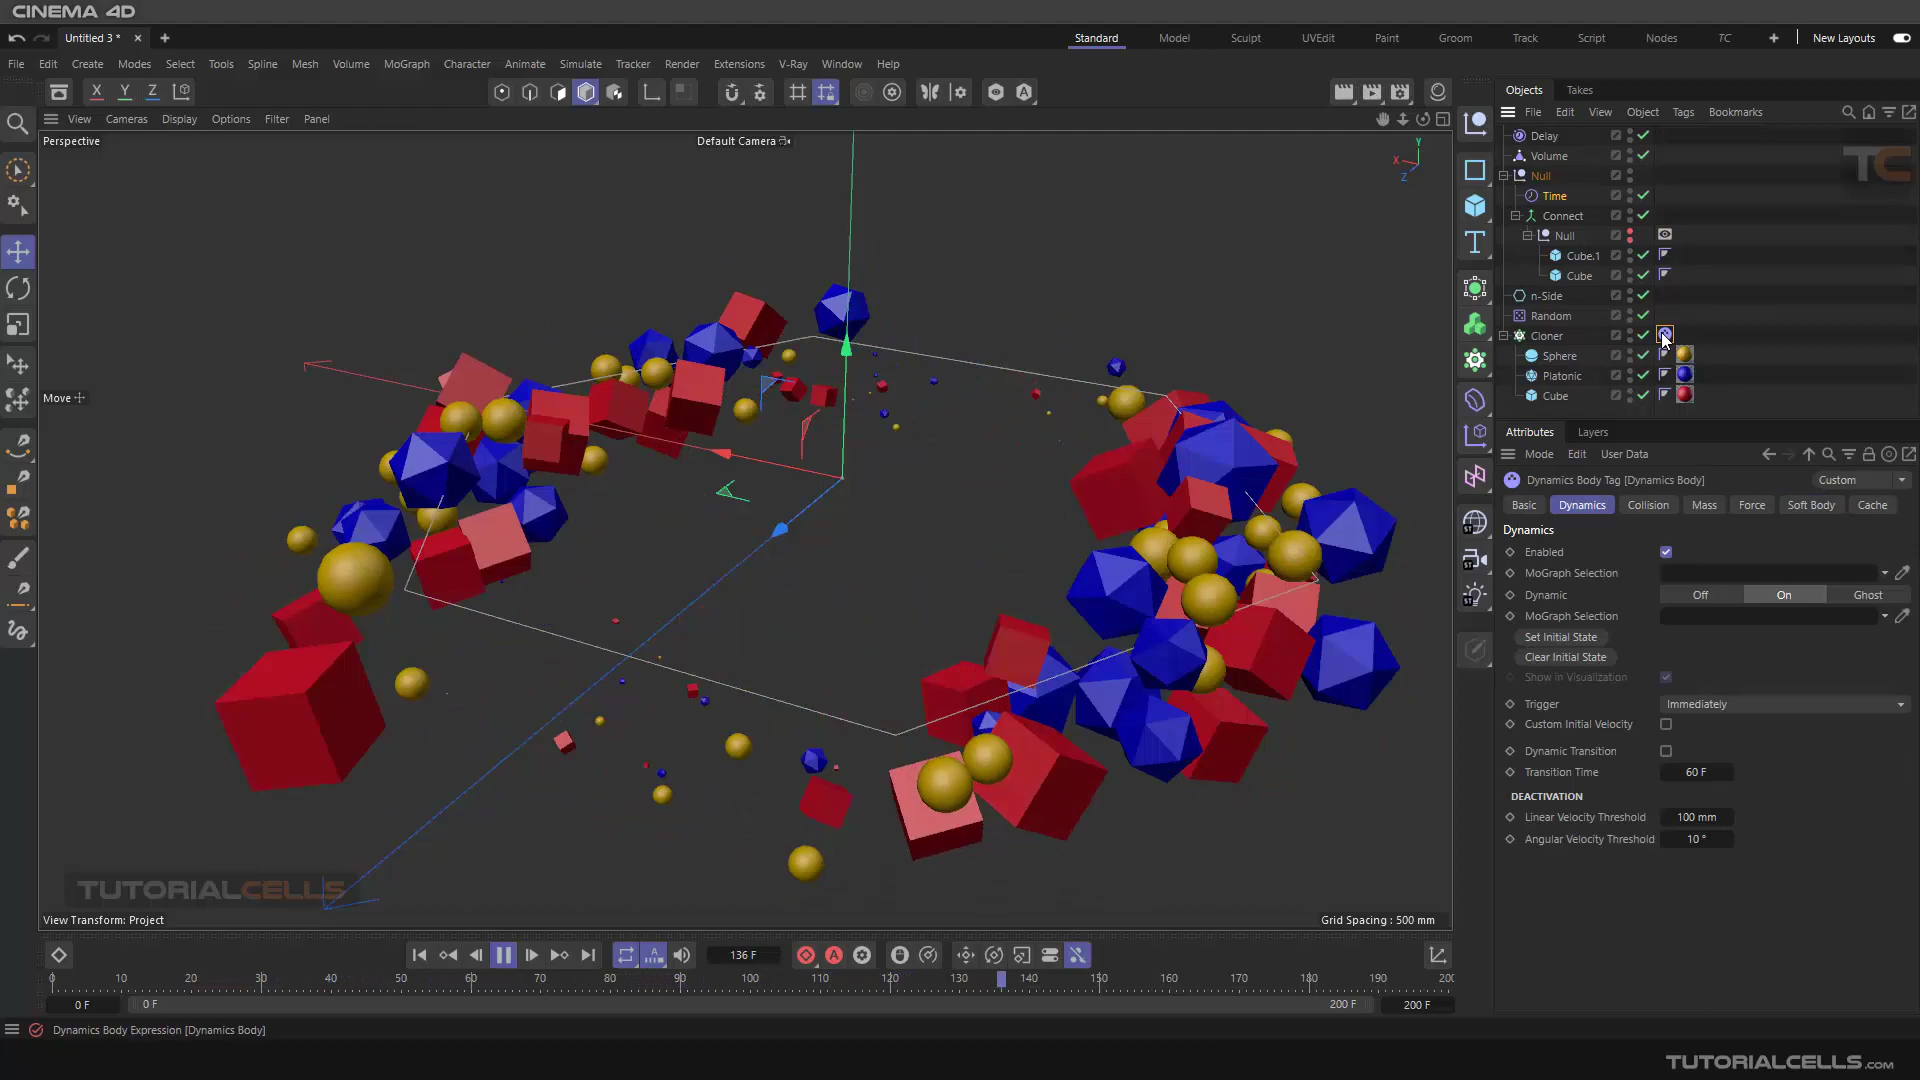 CINEMA 4D
Untitled 3 *
Standard
Model
Sculpt
UVEdit
Paint
Groom
Track
Script
Nodes
TC
New Layouts
File
Edit
Create
Modes
Select
Tools
Spline
Mesh
Volume
MoGraph
Character
Animate
Simulate
Tracker
Render
Extensions
V-Ray
Window
Help
X
Y
Z
Objects
Takes
File
Edit
View
Object
Tags
Bookmarks
View
Cameras
Display
Options
Filter
Panel
Perspective
Default Camera
Y
X
Z
TC
Delay
Volume
Null
Time
Connect
Null
Cube.1
Cube
n-Side
Random
Cloner
Sphere
Platonic
Cube
Move
Attributes
Layers
Mode
Edit
User Data
Dynamics Body Tag [Dynamics Body]
Custom
Basic
Dynamics
Collision
Mass
Force
Soft Body
Cache
Dynamics
Enabled
MoGraph Selection
Dynamic
Off
On
Ghost
MoGraph Selection
Set Initial State
Clear Initial State
Show in Visualization
Trigger
Immediately
Custom Initial Velocity
Dynamic Transition
Transition Time
60 F
DEACTIVATION
Linear Velocity Threshold
100 mm
Angular Velocity Threshold
10 °
TUTORIALCELLS
View Transform: Project
Grid Spacing : 500 mm
136 F
0 10 20 30 40 50 60 70 80 90 100 110 120 130 140 150 160 170 180 190 200
0 F
0 F
200 F
200 F
Dynamics Body Expression [Dynamics Body]
TUTORIALCELLS.COM